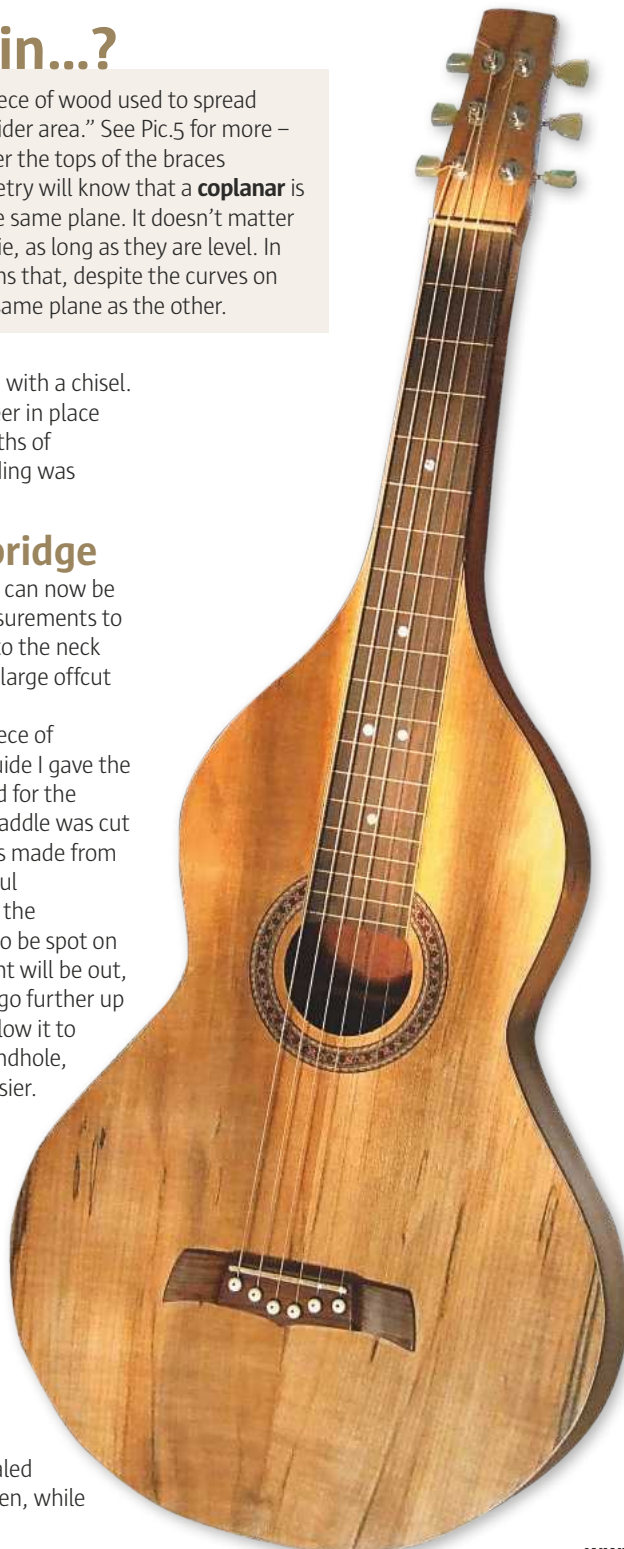 in...?
ece of wood used to spread
ider area.” See Pic.5 for more –
er the tops of the braces
etry will know that a coplanar is
e same plane. It doesn’t matter
ie, as long as they are level. In
ns that, despite the curves on
same plane as the other.
with a chisel.
er in place
ths of
ding was
bridge
can now be
surements to
to the neck
large offcut
ece of
uide I gave the
d for the
addle was cut
s made from
ul
the
o be spot on
nt will be out,
go further up
low it to
ndhole,
sier.
aled
en, while